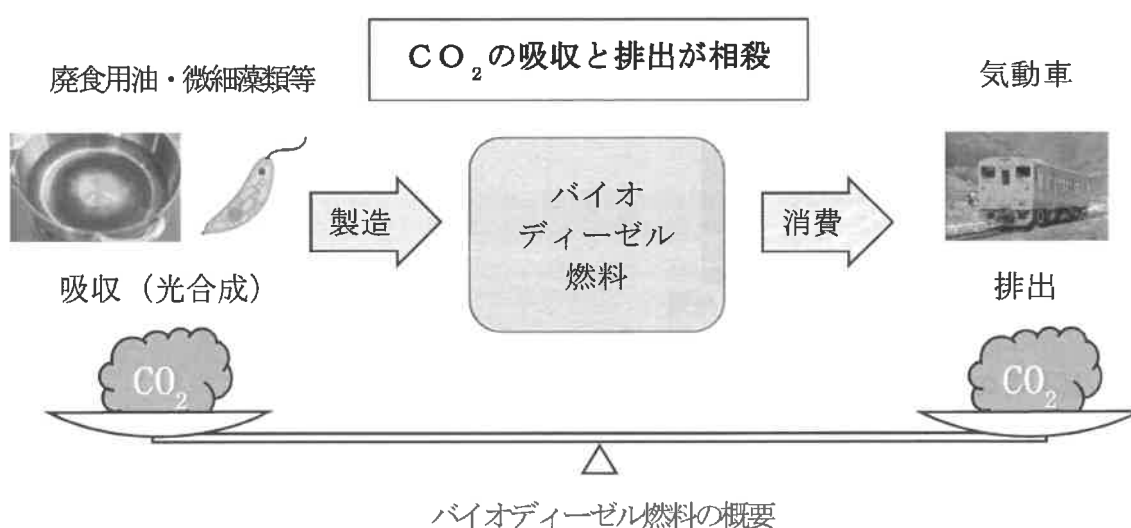 CO₂の吸収と排出が相殺
廃食用油・微細藻類等
気動車
製造
バイオ
ディーゼル
燃料
消費
吸収（光合成）
排出
CO₂
CO₂
バイオディーゼル燃料の概要